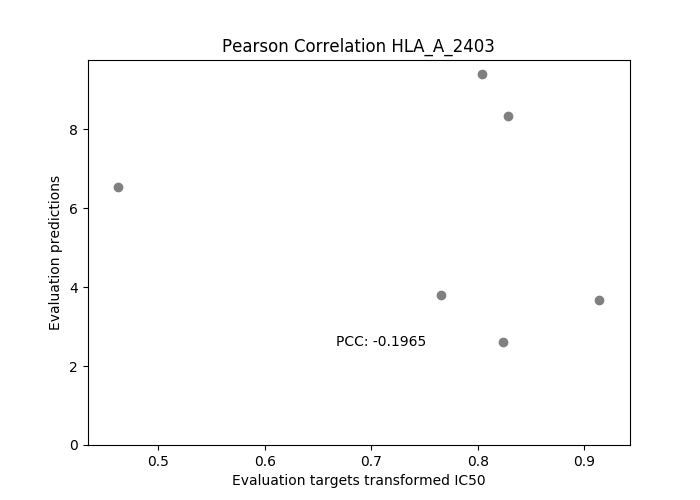 Pearson Correlation HLA_A_2403
Evaluation predictions
8
6
4
2
0
PCC: -0.1965
0.5 0.6 0.7 0.8 0.9
Evaluation targets transformed IC50